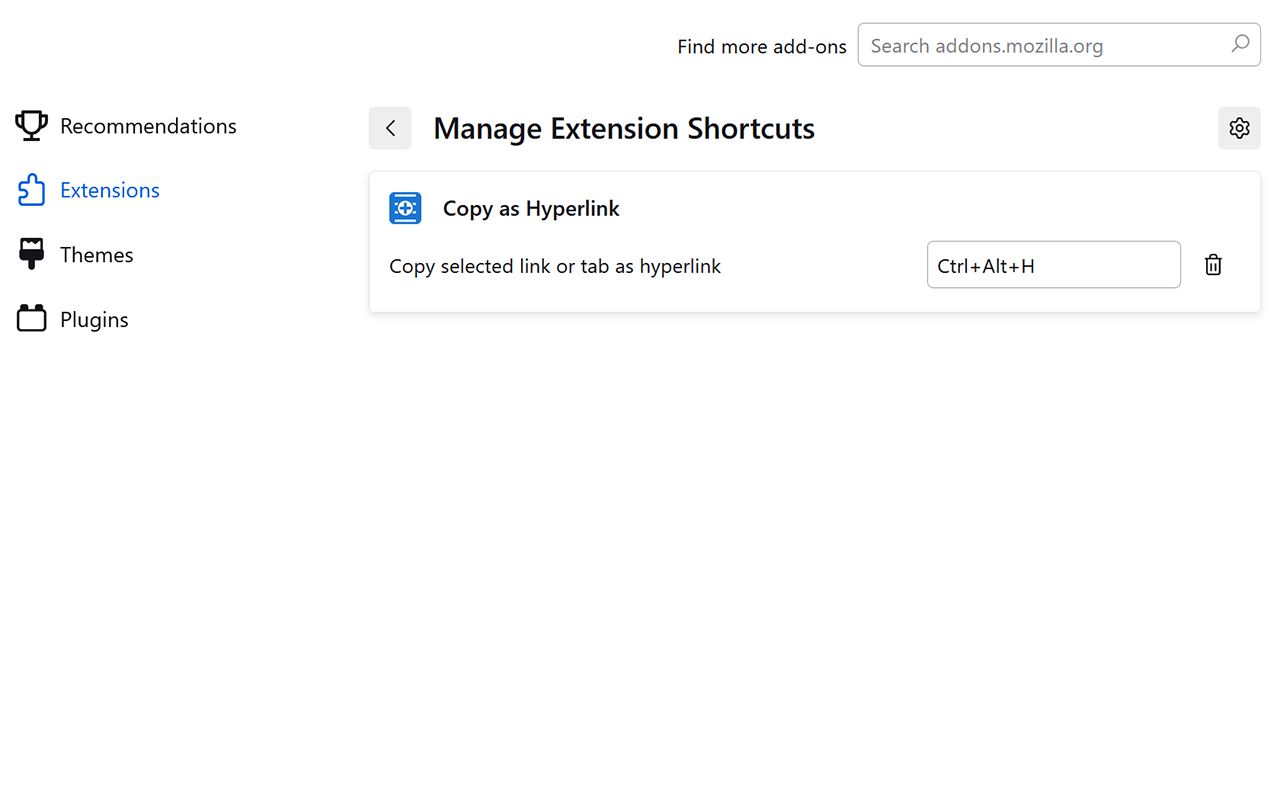 Find more add-ons
Search addons.mozilla.org
Recommendations
Extensions
Themes
Plugins
Manage Extension Shortcuts
Copy as Hyperlink
Copy selected link or tab as hyperlink
Ctrl+Alt+H